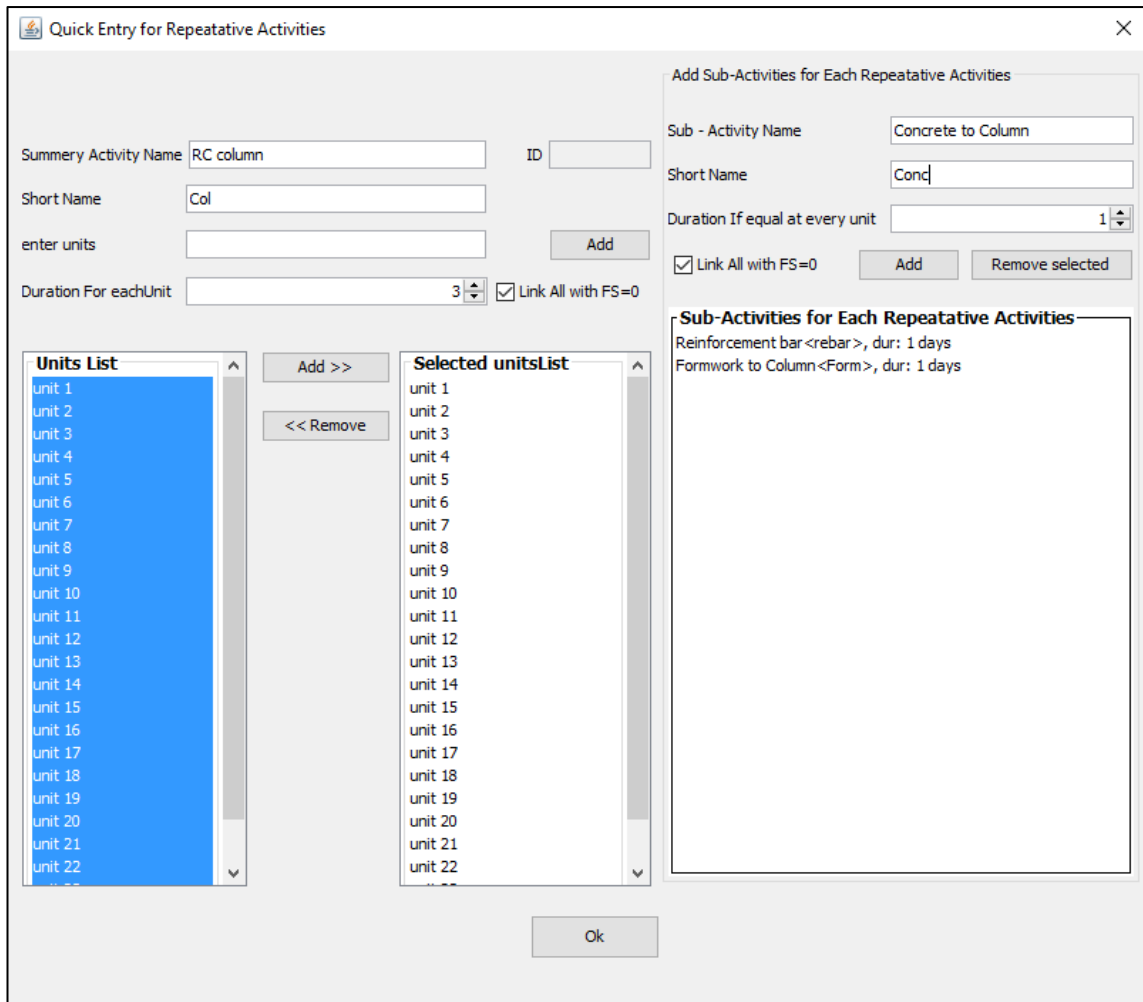 Quick Entry for Repeatative Activities
Summery Activity Name RC column ID
Short Name Col
enter units Add
Duration For eachUnit 3 Link All with FS=0
Units List
unit 1
unit 2
unit 3
unit 4
unit 5
unit 6
unit 7
unit 8
unit 9
unit 10
unit 11
unit 12
unit 13
unit 14
unit 15
unit 16
unit 17
unit 18
unit 19
unit 20
unit 21
unit 22
Add >>
<< Remove
Selected unitsList
unit 1
unit 2
unit 3
unit 4
unit 5
unit 6
unit 7
unit 8
unit 9
unit 10
unit 11
unit 12
unit 13
unit 14
unit 15
unit 16
unit 17
unit 18
unit 19
unit 20
unit 21
unit 22
Add Sub-Activities for Each Repeatative Activities
Sub - Activity Name Concrete to Column
Short Name Conc
Duration If equal at every unit 1
Link All with FS=0 Add Remove selected
Sub-Activities for Each Repeatative Activities
Reinforcement bar<rebar>, dur: 1 days
Formwork to Column<Form>, dur: 1 days
Ok